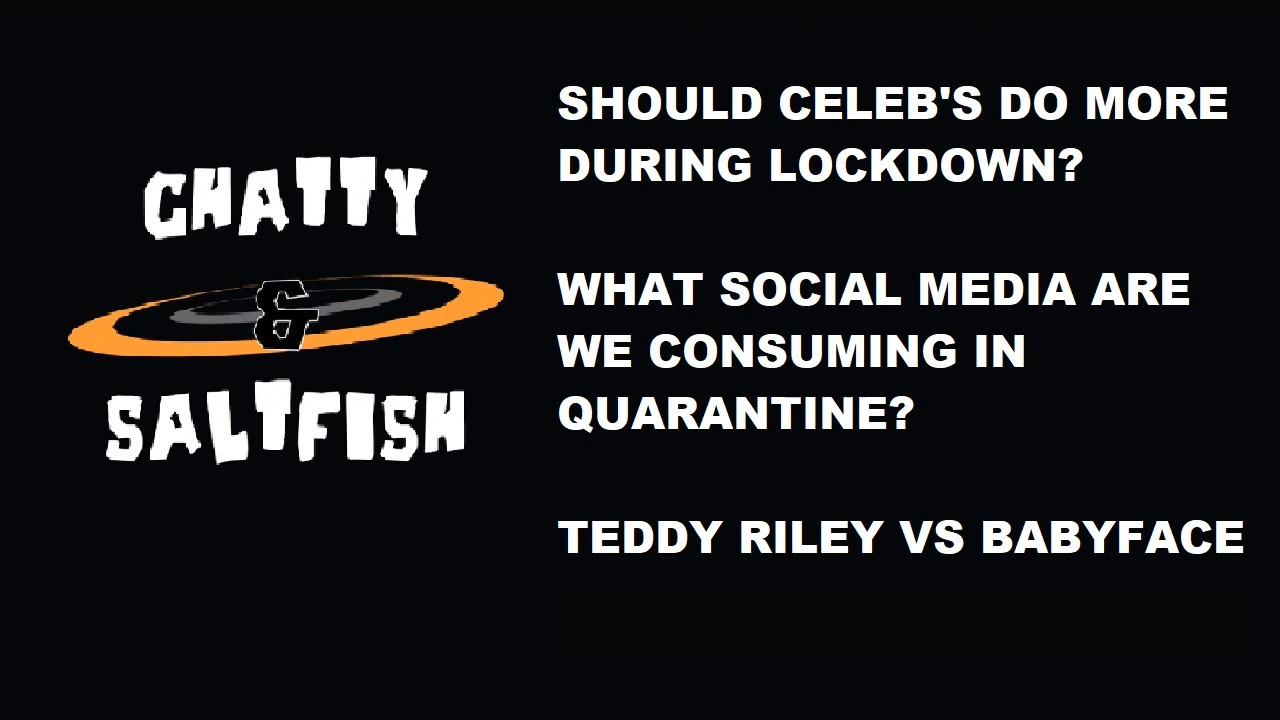 CHATTY
&
SALTFISH
SHOULD CELEB'S DO MORE
DURING LOCKDOWN?
WHAT SOCIAL MEDIA ARE
WE CONSUMING IN
QUARANTINE?
TEDDY RILEY VS BABYFACE